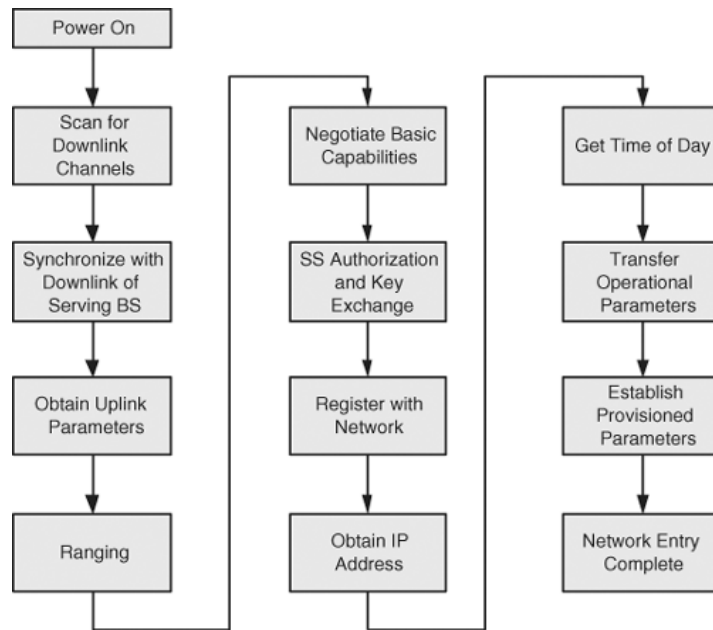 Power On
Scan for
Downlink
Channels
Synchronize with
Downlink of
Serving BS
Obtain Uplink
Parameters
Ranging
Negotiate Basic
Capabilities
SS Authorization
and Key
Exchange
Register with
Network
Obtain IP
Address
Get Time of Day
Transfer
Operational
Parameters
Establish
Provisioned
Parameters
Network Entry
Complete